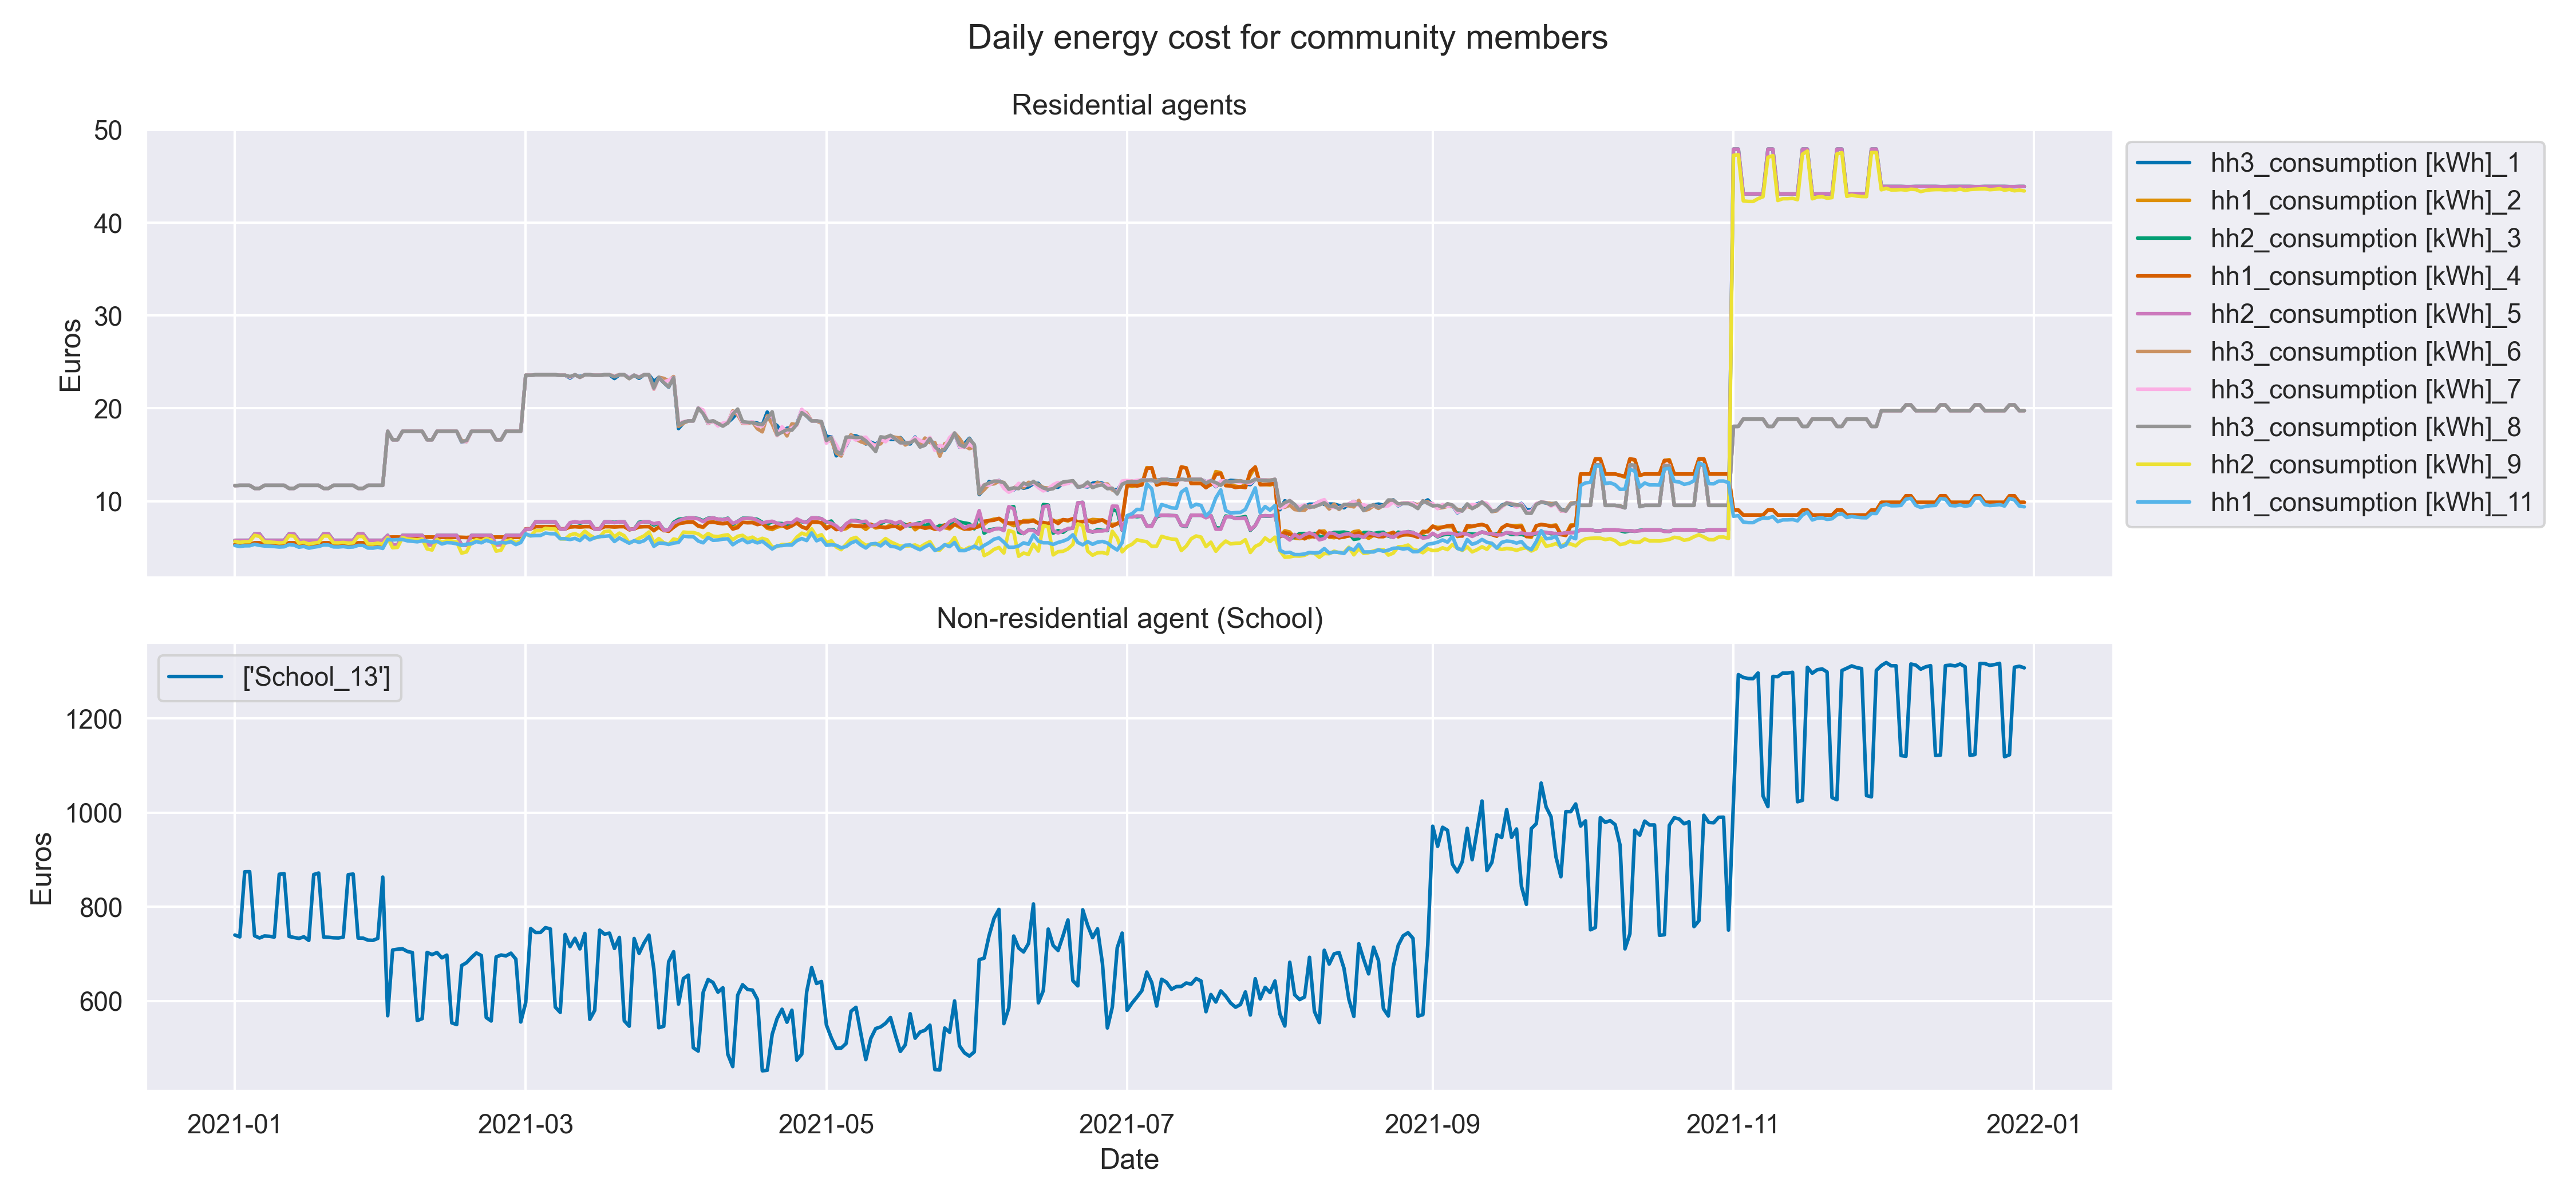 Daily energy cost for community members
Residential agents
50
40
30
20
10
Euros
hh3_consumption [kWh]_1
hh1_consumption [kWh]_2
hh2_consumption [kWh]_3
hh1_consumption [kWh]_4
hh2_consumption [kWh]_5
hh3_consumption [kWh]_6
hh3_consumption [kWh]_7
hh3_consumption [kWh]_8
hh2_consumption [kWh]_9
hh1_consumption [kWh]_11
Non-residential agent (School)
['School_13']
1200
1000
800
600
Euros
2021-01 2021-03 2021-05 2021-07 2021-09 2021-11 2022-01
Date